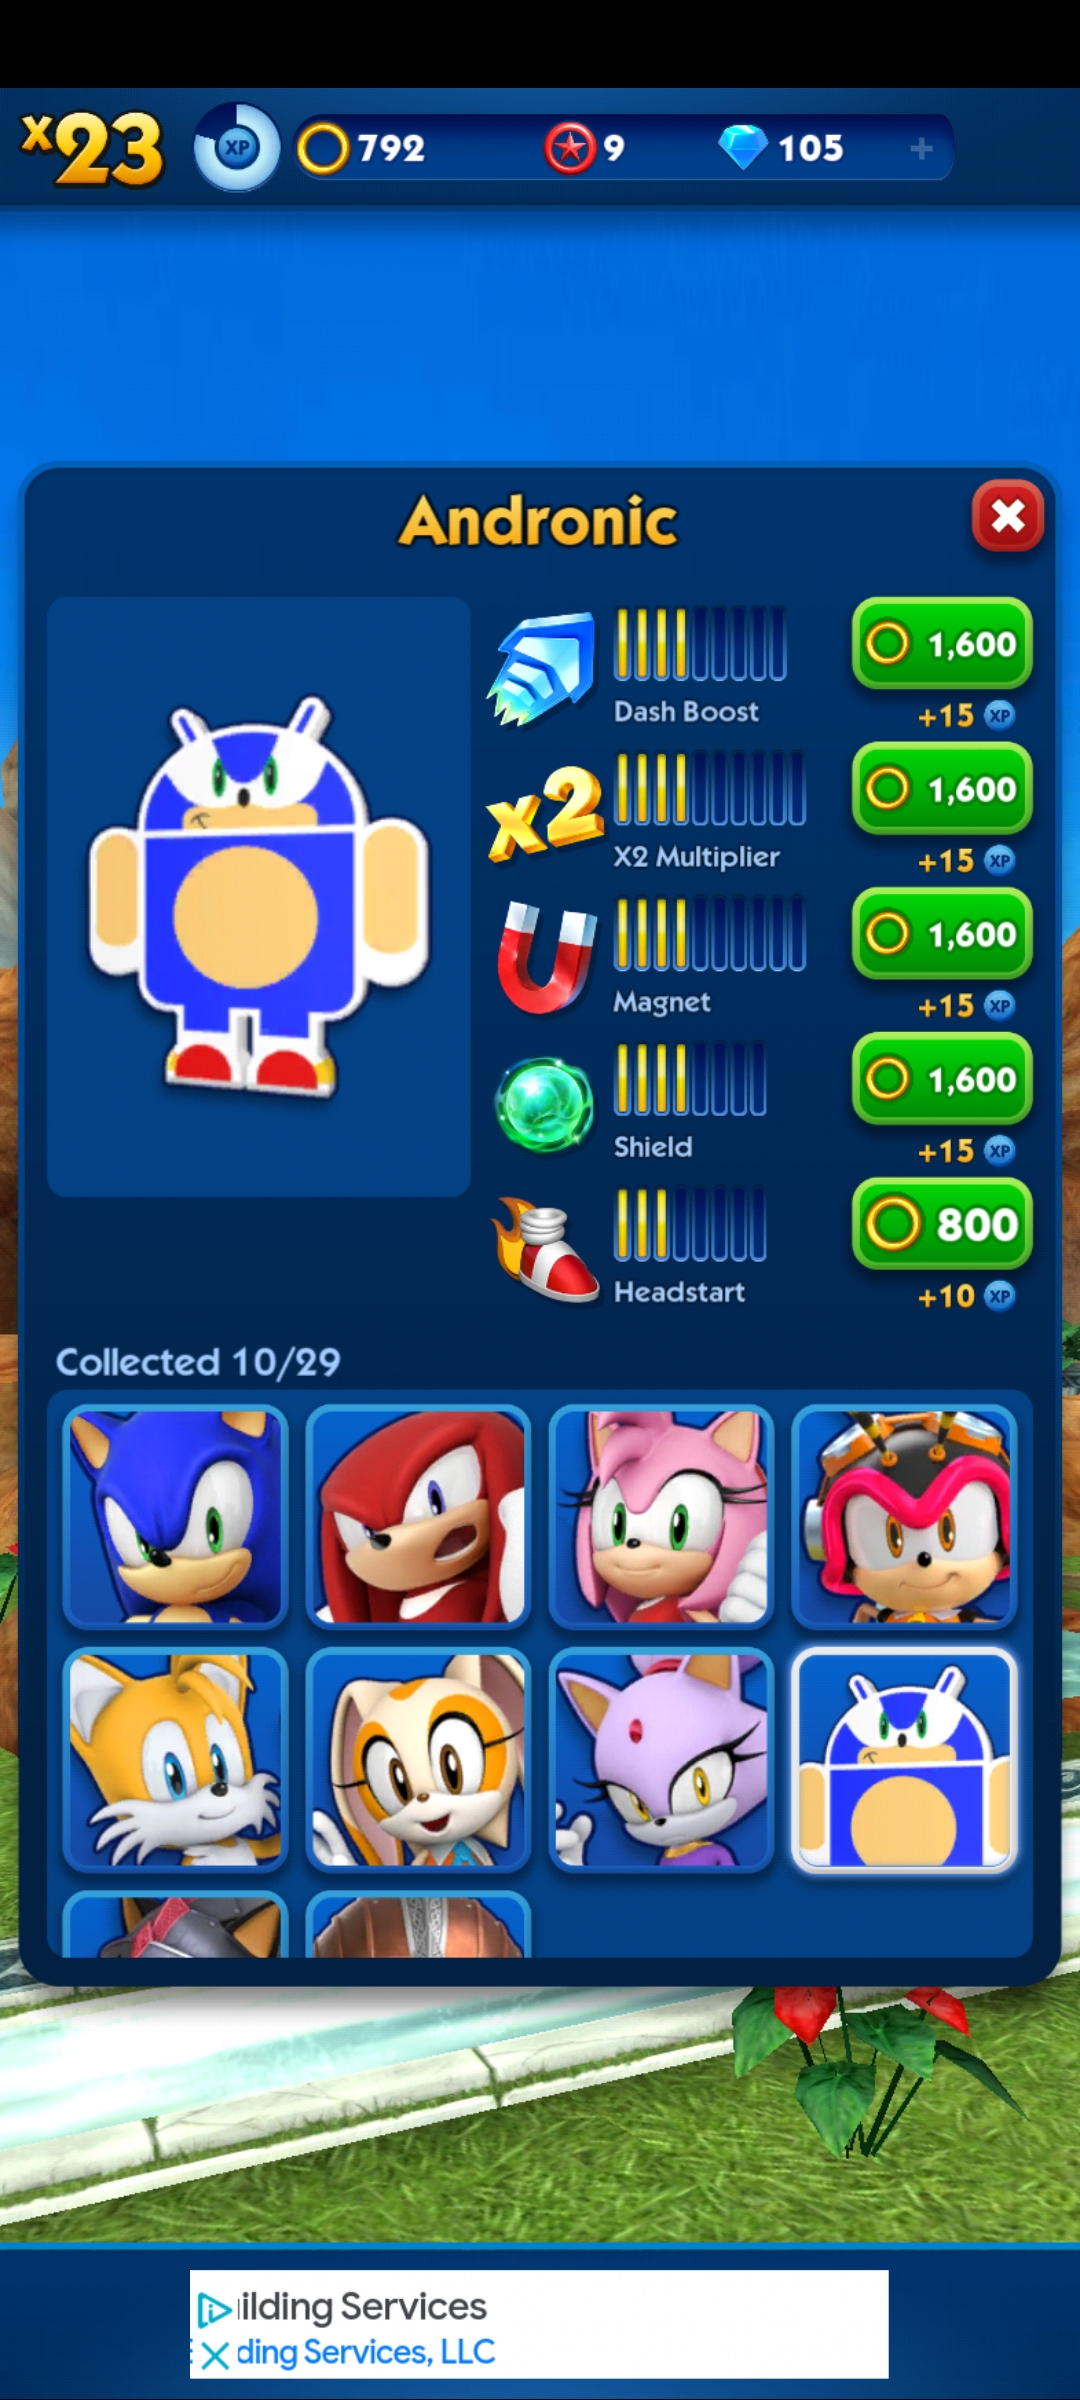 x23 XP 792 9 105 +
Andronic
1,600
Dash Boost
+15 XP
x2
1,600
X2 Multiplier
+15 XP
1,600
Magnet
+15 XP
1,600
Shield
+15 XP
800
Headstart
+10 XP
Collected 10/29
ilding Services
ding Services, LLC